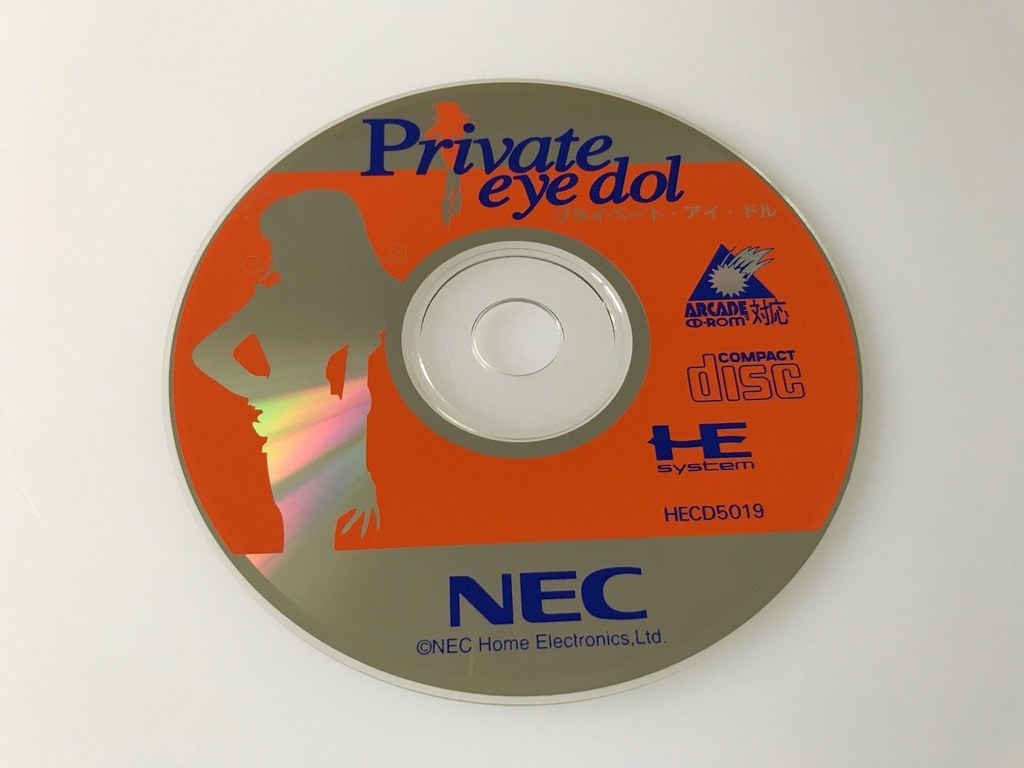 Private
eye dol
プライベート・アイ・ドル
ARCADE
CD-ROM² 対応
COMPACT
disc
HE
system
HECD5019
NEC
©NEC Home Electronics,Ltd.